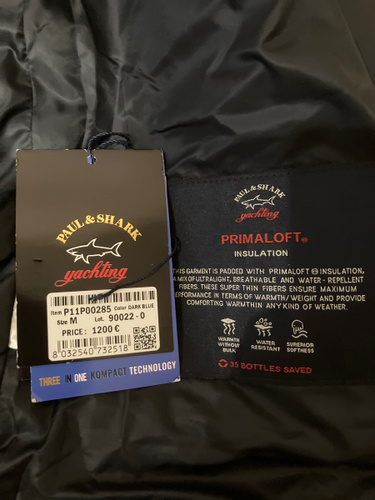 PAUL & SHARK
yachting
Item P11P00285 Color DARK BLUE
Size M Lot. 90022-0
PRICE: 1200 €
8 032540 732518
THREE IN ONE KOMPACT TECHNOLOGY
PAUL & SHARK
yachting
PRIMALOFT®
INSULATION
THIS GARMENT IS PADDED WITH PRIMALOFT ® INSULATION,
A MIX OF ULTRALIGHT, BREATHABLE AND WATER - REPELLENT
FIBERS. THESE SUPER THIN FIBERS ENSURE MAXIMUM
PERFORMANCE IN TERMS OF WARMTH/ WEIGHT AND PROVIDE
COMFORTING WARMTH IN ANY KIND OF WEATHER.
WARMTH WATER SUPERIOR
WITHOUT RESISTANT SOFTNESS
BULK
35 BOTTLES SAVED